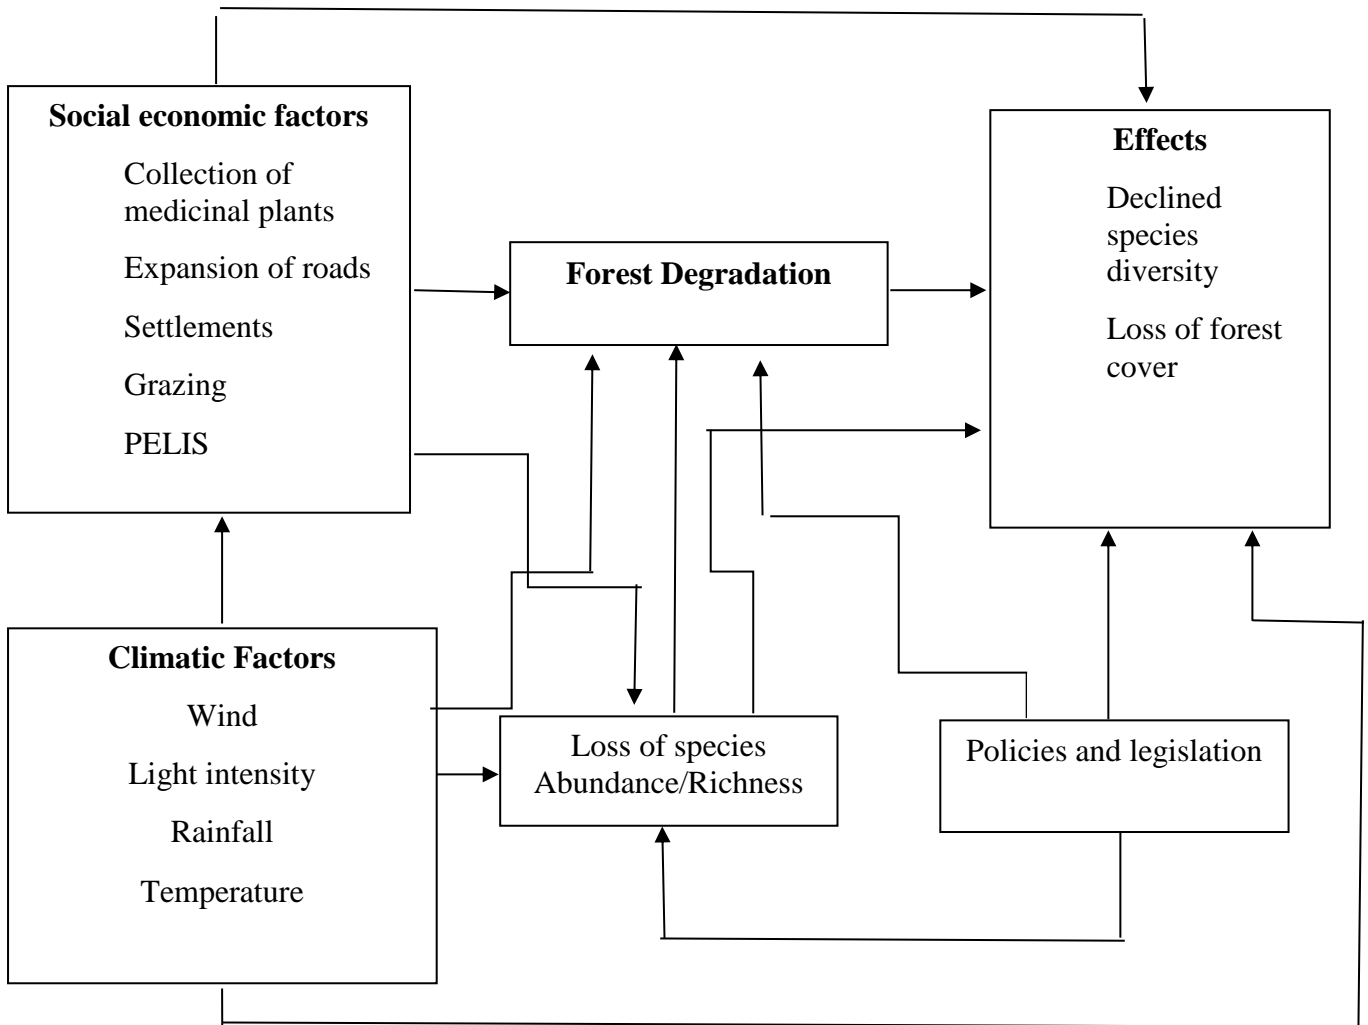 Social economic factors
Collection of
medicinal plants
Expansion of roads
Settlements
Grazing
PELIS
Forest Degradation
Effects
Declined
species
diversity
Loss of forest
cover
Climatic Factors
Wind
Light intensity
Rainfall
Temperature
Loss of species
Abundance/Richness
Policies and legislation